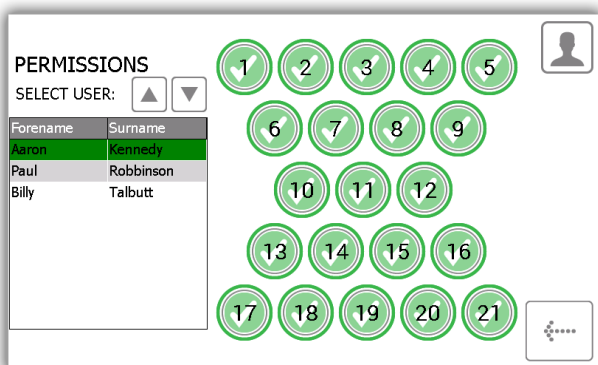 PERMISSIONS
SELECT USER:
Forename Surname
Aaron Kennedy
Paul Robbinson
Billy Talbutt
1 2 3 4 5
6 7 8 9
10 11 12
13 14 15 16
17 18 19 20 21